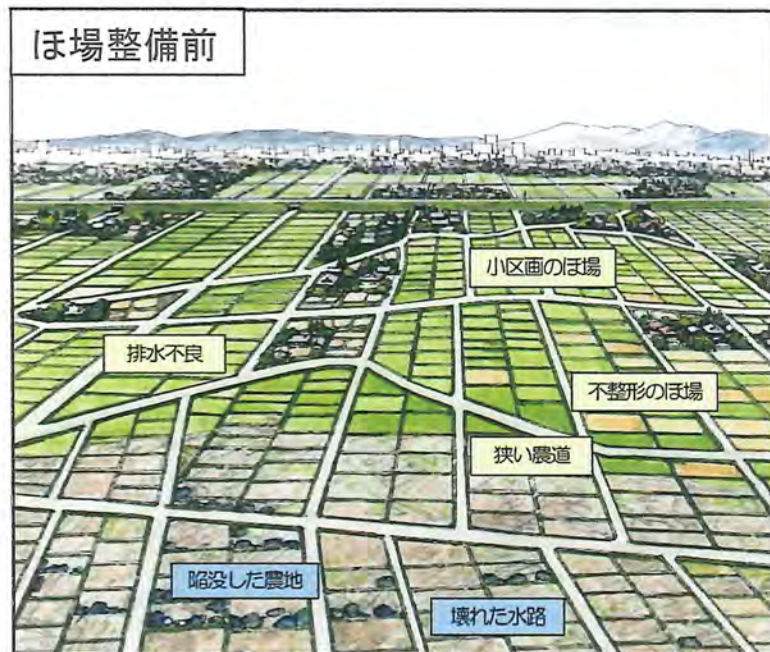 ほ場整備前
小区画のほ場
排水不良
不整形のほ場
狭い農道
陥没した農地
壊れた水路